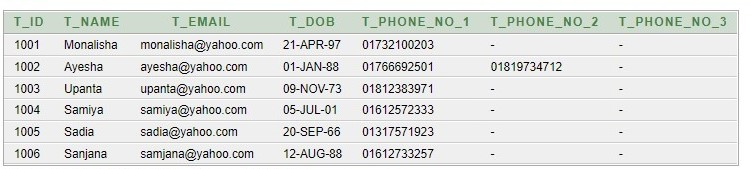 T_ID T_NAME T_EMAIL T_DOB T_PHONE_NO_1 T_PHONE_NO_2 T_PHONE_NO_3
1001 Monalisha monalisha@yahoo.com 21-APR-97 01732100203 - -
1002 Ayesha ayesha@yahoo.com 01-JAN-88 01766692501 01819734712 -
1003 Upanta upanta@yahoo.com 09-NOV-73 01812383971 - -
1004 Samiya samiya@yahoo.com 05-JUL-01 01612572333 - -
1005 Sadia sadia@yahoo.com 20-SEP-66 01317571923 - -
1006 Sanjana samjana@yahoo.com 12-AUG-88 01612733257 - -